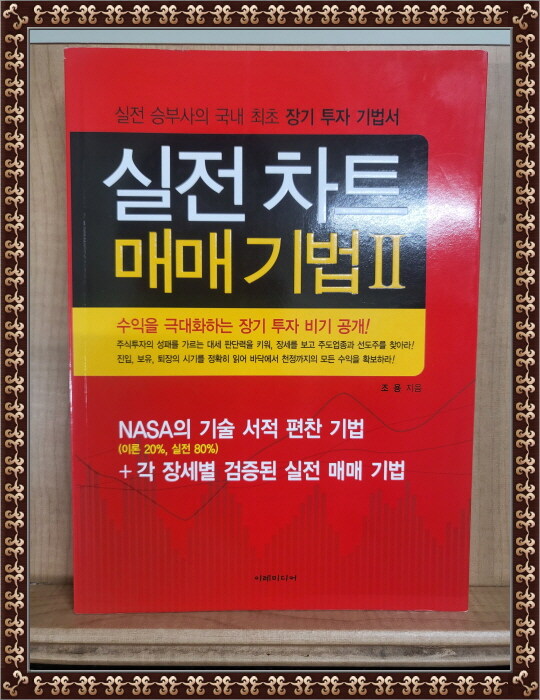 실전 승부사의 국내 최초 장기 투자 기법서
실전 차트
매매 기법 II
수익을 극대화하는 장기 투자 비기 공개!
주식투자의 성패를 가르는 대세 판단력을 키워, 장세를 보고 주도업종과 선도주를 찾아라!
진입, 보유, 퇴장의 시기를 정확히 읽어 바닥에서 천정까지의 모든 수익을 확보하라!
조 용 지음
NASA의 기술 서적 편찬 기법
(이론 20%, 실전 80%)
+ 각 장세별 검증된 실전 매매 기법
이레미디어